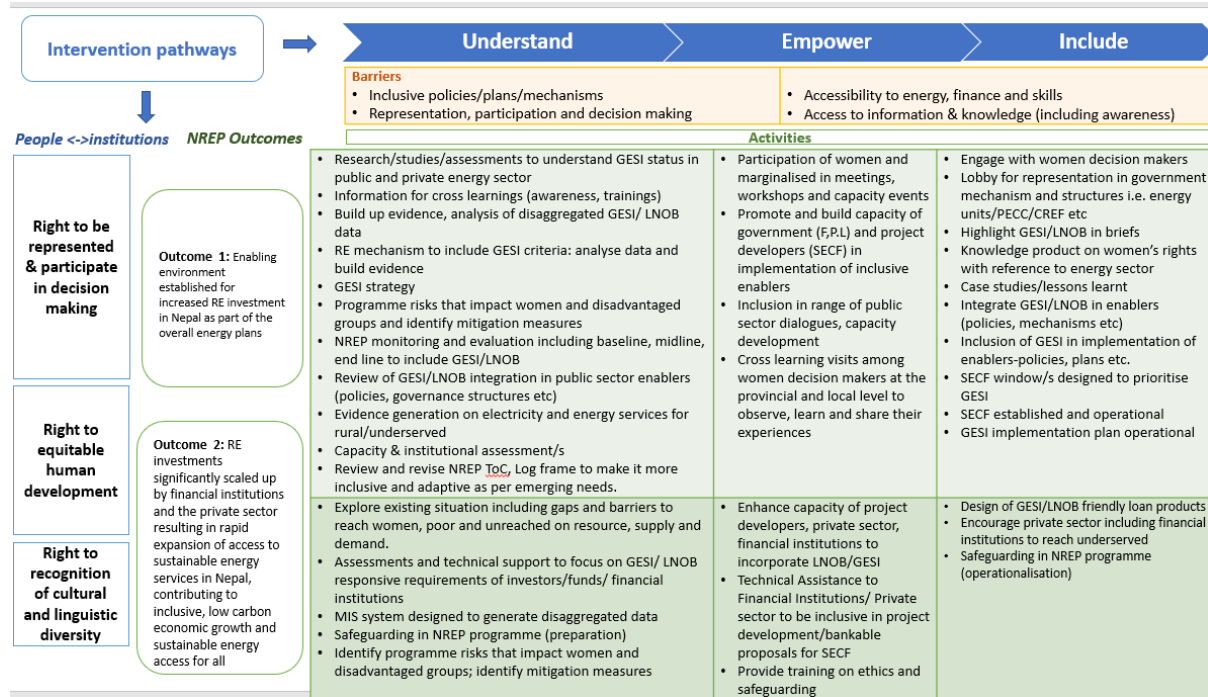 Intervention pathways
Understand
Empower
Include
Barriers
• Inclusive policies/plans/mechanisms
• Representation, participation and decision making
• Accessibility to energy, finance and skills
• Access to information & knowledge (including awareness)
People <->institutions
NREP Outcomes
Activities
Right to be
represented
& participate
in decision
making
Right to
equitable
human
development
Right to
recognition
of cultural
and linguistic
diversity
Outcome 1: Enabling
environment
established for
increased RE investment
in Nepal as part of the
overall energy plans
Outcome 2: RE
investments
significantly scaled up
by financial institutions
and the private sector
resulting in rapid
expansion of access to
sustainable energy
services in Nepal,
contributing to
inclusive, low carbon
economic growth and
sustainable energy
access for all
• Research/studies/assessments to understand GESI status in
public and private energy sector
• Information for cross learnings (awareness, trainings)
• Build up evidence, analysis of disaggregated GESI/ LNOB
data
• RE mechanism to include GESI criteria: analyse data and
build evidence
• GESI strategy
• Programme risks that impact women and disadvantaged
groups and identify mitigation measures
• NREP monitoring and evaluation including baseline, midline,
end line to include GESI/LNOB
• Review of GESI/LNOB integration in public sector enablers
(policies, governance structures etc)
• Evidence generation on electricity and energy services for
rural/underserved
• Capacity & institutional assessment/s
• Review and revise NREP ToC, Log frame to make it more
inclusive and adaptive as per emerging needs.
• Participation of women and
marginalised in meetings,
workshops and capacity events
• Promote and build capacity of
government (F,P.L) and project
developers (SECF) in
implementation of inclusive
enablers
• Inclusion in range of public
sector dialogues, capacity
development
• Cross learning visits among
women decision makers at the
provincial and local level to
observe, learn and share their
experiences
• Engage with women decision makers
• Lobby for representation in government
mechanism and structures i.e. energy
units/PECC/CREF etc
• Highlight GESI/LNOB in briefs
• Knowledge product on women's rights
with reference to energy sector
• Case studies/lessons learnt
• Integrate GESI/LNOB in enablers
(policies, mechanisms etc)
• Inclusion of GESI in implementation of
enablers-policies, plans etc.
• SECF window/s designed to prioritise
GESI
• SECF established and operational
• GESI implementation plan operational
• Explore existing situation including gaps and barriers to
reach women, poor and unreached on resource, supply and
demand.
• Assessments and technical support to focus on GESI/ LNOB
responsive requirements of investors/funds/ financial
institutions
• MIS system designed to generate disaggregated data
• Safeguarding in NREP programme (preparation)
• Identify programme risks that impact women and
disadvantaged groups; identify mitigation measures
• Enhance capacity of project
developers, private sector,
financial institutions to
incorporate LNOB/GESI
• Technical Assistance to
Financial Institutions/ Private
sector to be inclusive in project
development/bankable
proposals for SECF
• Provide training on ethics and
safeguarding
• Design of GESI/LNOB friendly loan products
• Encourage private sector including financial
institutions to reach underserved
• Safeguarding in NREP programme
(operationalisation)